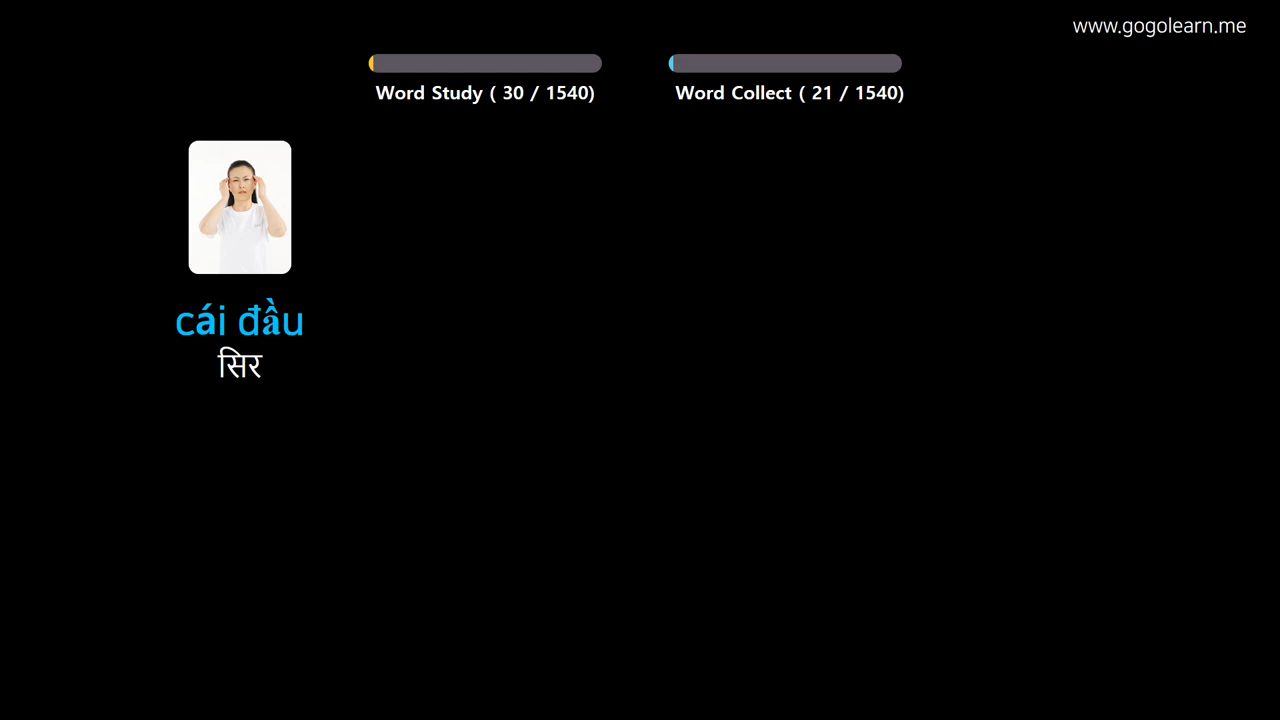 www.gogolearn.me
Word Study ( 30 / 1540)
Word Collect ( 21 / 1540)
cái đầu
सिर